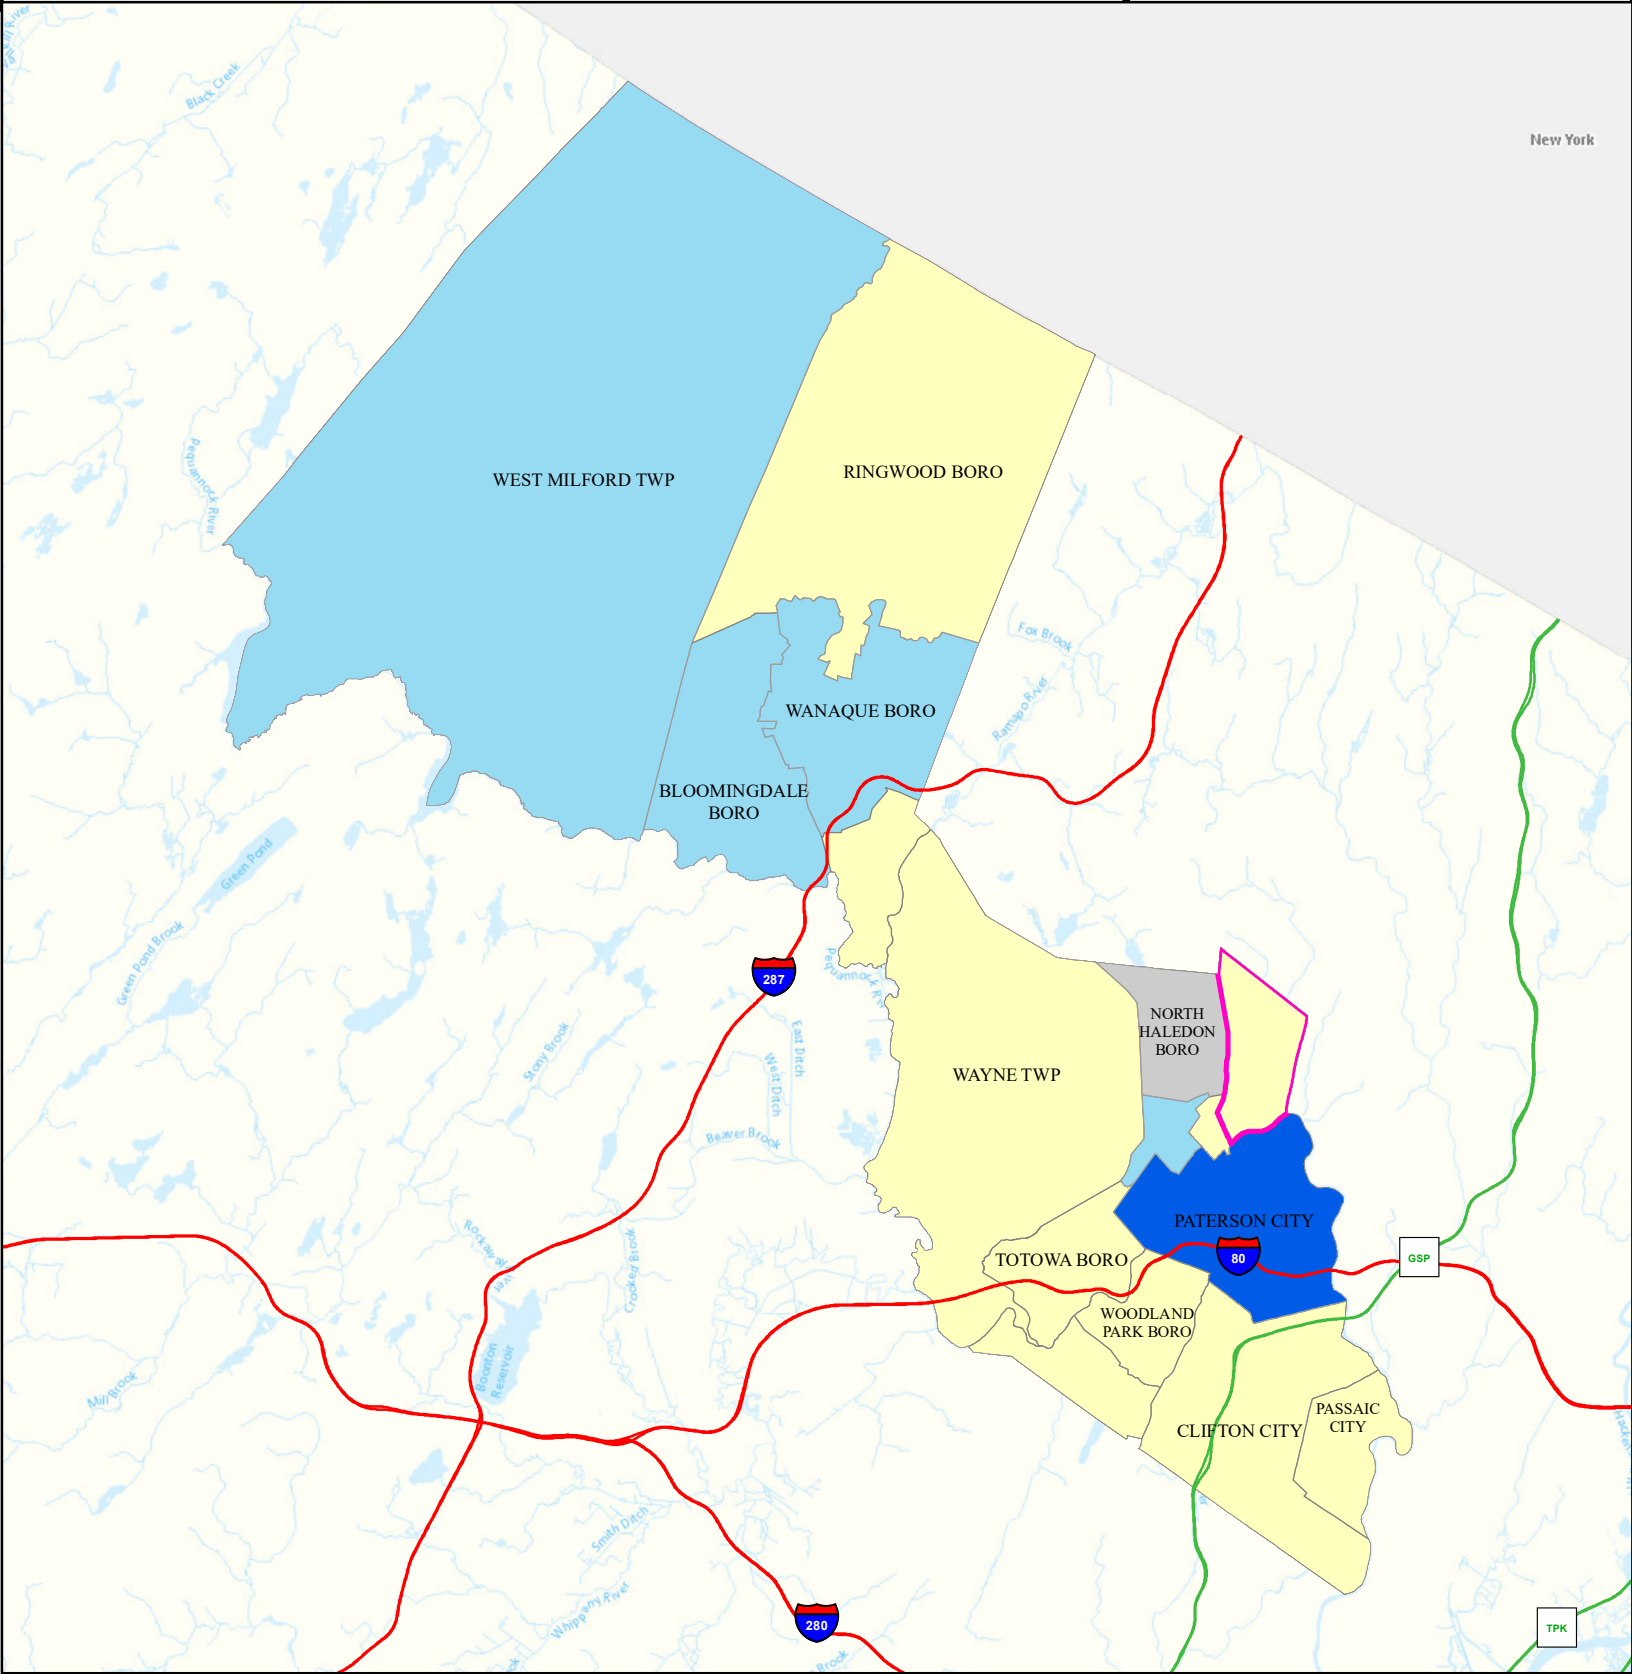 Black Creek
New York
Pequannock River
WEST MILFORD TWP
RINGWOOD BORO
Fox Brook
Ramapo River
WANAQUE BORO
BLOOMINGDALE
BORO
Green Pond
Green Pond Brook
287
East Ditch
West Ditch
Stony Brook
Beaver Brook
NORTH
HALEDON
BORO
WAYNE TWP
PATERSON CITY
TOTOWA BORO
80
GSP
Crooked Brook
WOODLAND
PARK BORO
Boonton
Reservoir
Mill Brook
PASSAIC
CITY
CLIFTON CITY
Smith Ditch
Whippany River
280
TPK
Brook